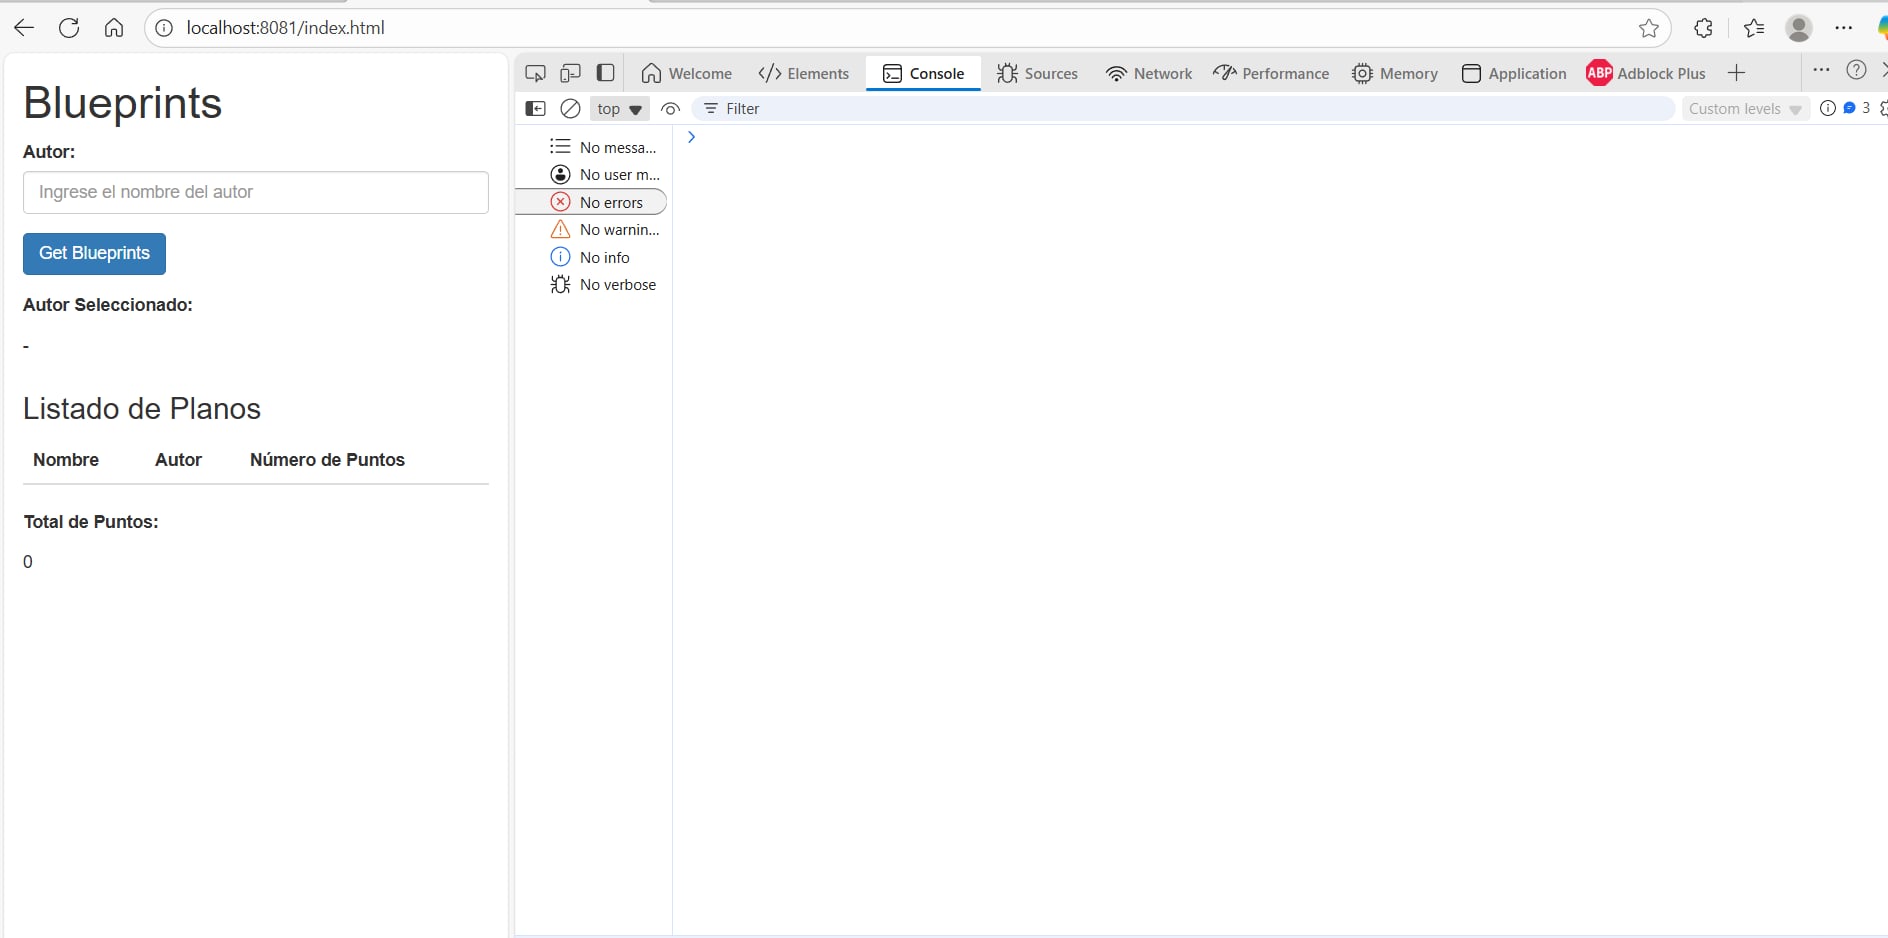 localhost:8081/index.html
Welcome
Elements
Console
Sources
Network
Performance
Memory
Application
ABP Adblock Plus
top
Filter
Custom levels
3
No messa...
No user m...
No errors
No warnin...
No info
No verbose
Blueprints
Autor:
Ingrese el nombre del autor
Get Blueprints
Autor Seleccionado:
-
Listado de Planos
Nombre Autor Número de Puntos
Total de Puntos:
0